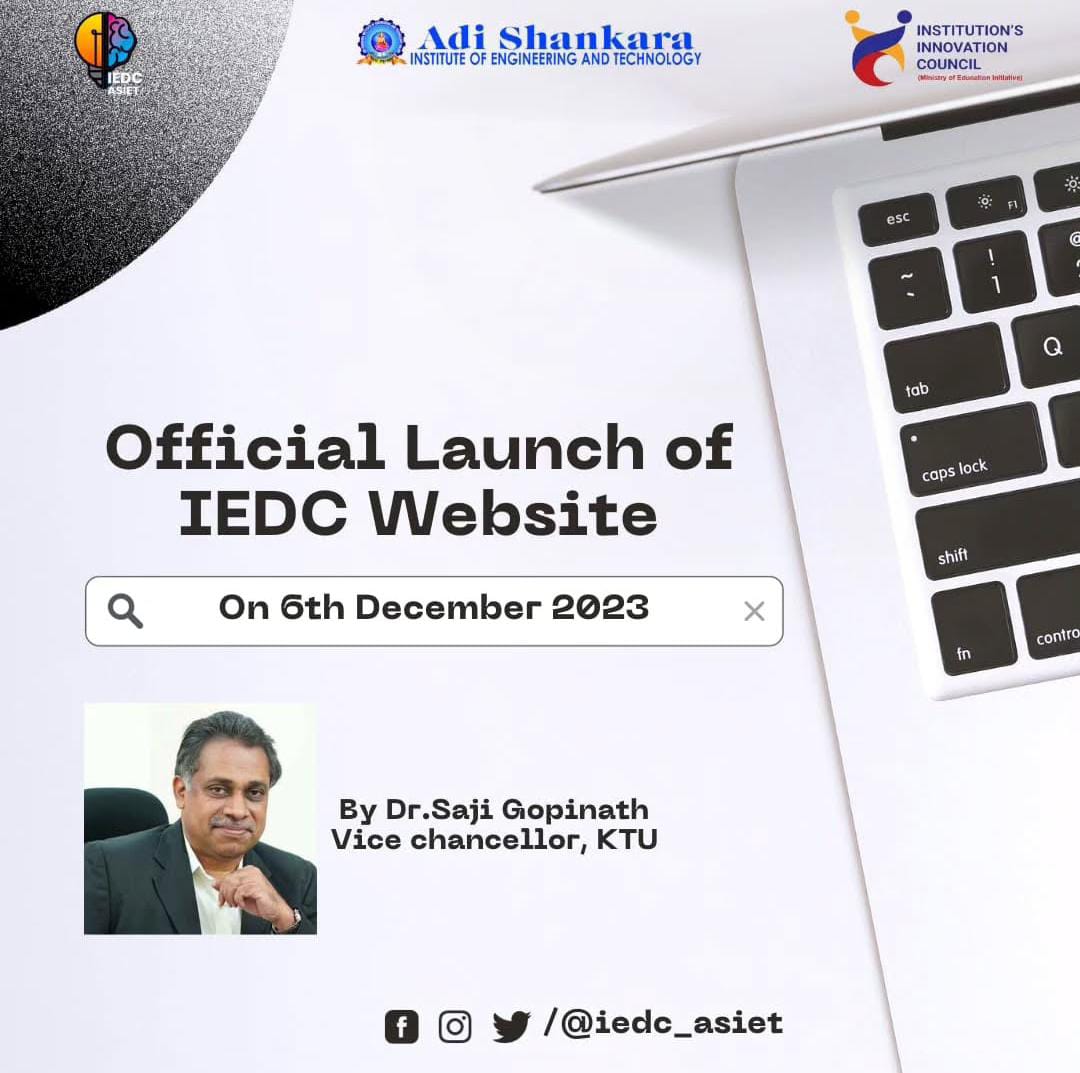 IEDC
ASIET
Adi Shankara
INSTITUTE OF ENGINEERING AND TECHNOLOGY
INSTITUTION'S
INNOVATION
COUNCIL
(Ministry of Education Initiative)
esc
F1
~
`
!
1
@
tab
Q
caps lock
shift
fn
contro
Official Launch of
IEDC Website
On 6th December 2023
By Dr.Saji Gopinath
Vice chancellor, KTU
/@iedc_asiet